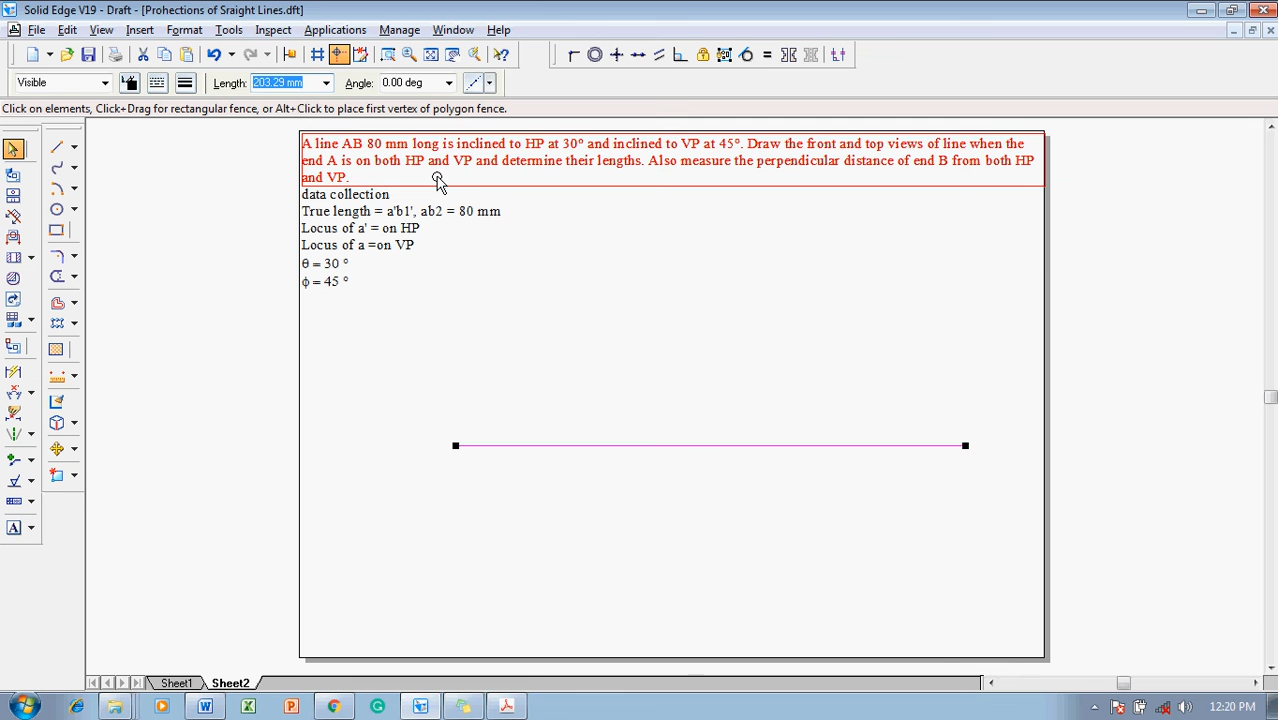 Solid Edge V19 - Draft - [Prohections of Sraight Lines.dft]
File Edit View Insert Format Tools Inspect Applications Manage Window Help
Visible Length: 203.29 mm Angle: 0.00 deg
Click on elements, Click+Drag for rectangular fence, or Alt+Click to place first vertex of polygon fence.
A line AB 80 mm long is inclined to HP at 30° and inclined to VP at 45°. Draw the front and top views of line when the
end A is on both HP and VP and determine their lengths. Also measure the perpendicular distance of end B from both HP
and VP.
data collection
True length = a'b1', ab2 = 80 mm
Locus of a' = on HP
Locus of a =on VP
θ = 30 °
ϕ = 45 °
Sheet1 Sheet2
12:20 PM